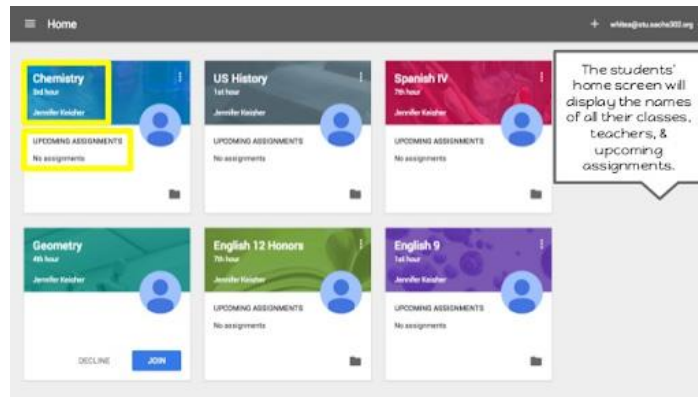 Home
Chemistry
3rd hour
Jennifer Keisher
UPCOMING ASSIGNMENTS
No assignments
US History
1st hour
Jennifer Keisher
UPCOMING ASSIGNMENTS
No assignments
Spanish IV
7th hour
Jennifer Keisher
UPCOMING ASSIGNMENTS
No assignments
The students'
home screen will
display the names
of all their classes,
teachers, &
upcoming
assignments.
Geometry
4th hour
Jennifer Keisher
DECLINE
JOIN
English 12 Honors
7th hour
Jennifer Keisher
UPCOMING ASSIGNMENTS
No assignments
English 9
1st hour
Jennifer Keisher
UPCOMING ASSIGNMENTS
No assignments